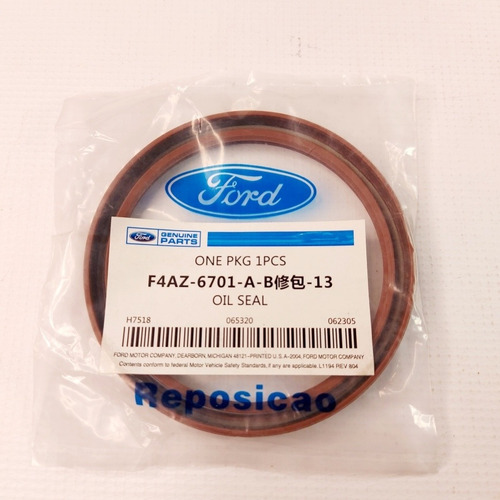 Ford
Ford GENUINE PARTS
ONE PKG 1PCS
F4AZ-6701-A-B修包-13
OIL SEAL
H7518 065320 062305
FORD MOTOR COMPANY, DEARBORN, MICHIGAN 48121-PRINTED U.S.A-2004, FORD MOTOR COMPANY
Contents conform to federal Motor Vehicle Safety Standards, if any are applicable. L1194 REV 804
Reposicao